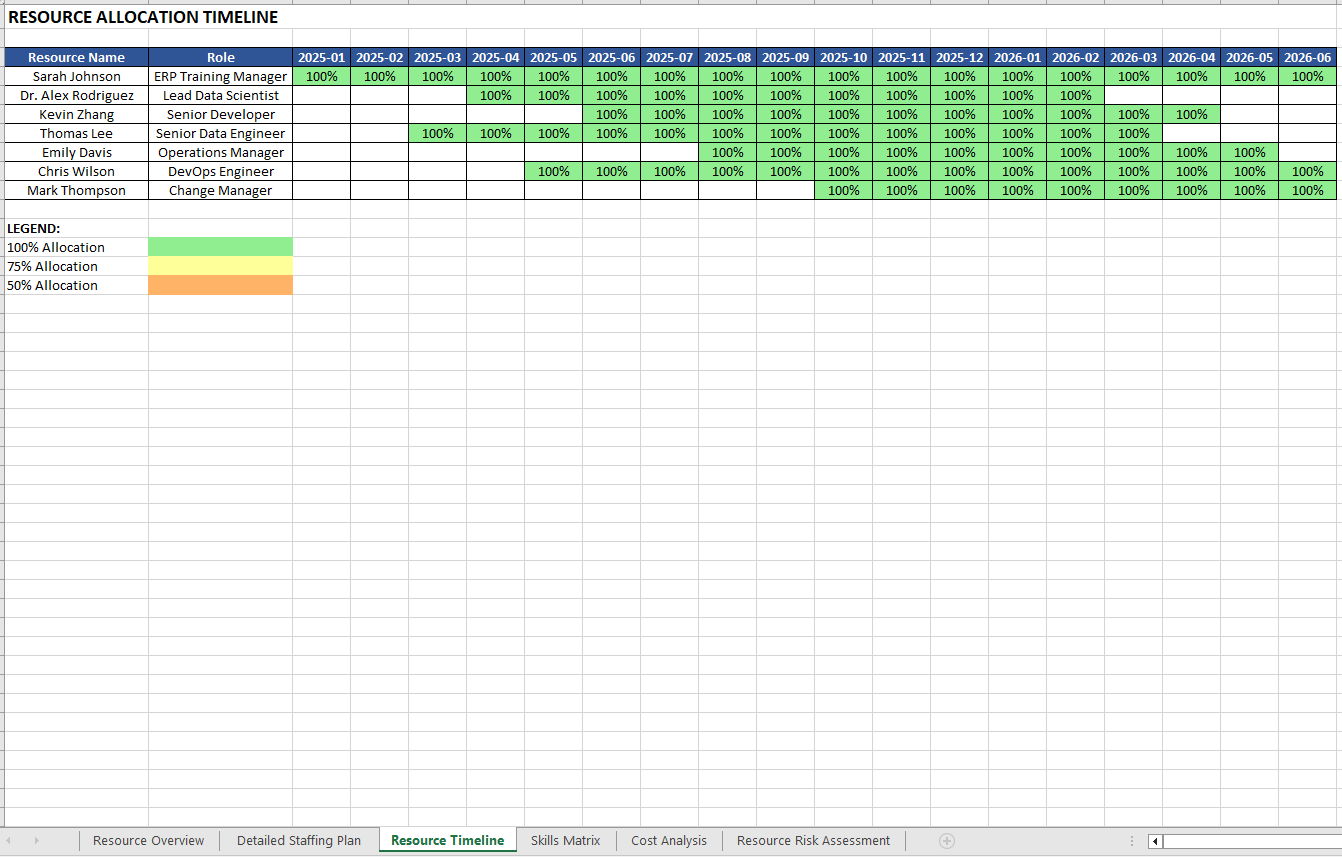 RESOURCE ALLOCATION TIMELINE
Resource Name Role 2025-01 2025-02 2025-03 2025-04 2025-05 2025-06 2025-07 2025-08 2025-09 2025-10 2025-11 2025-12 2026-01 2026-02 2026-03 2026-04 2026-05 2026-06
Sarah Johnson ERP Training Manager 100% 100% 100% 100% 100% 100% 100% 100% 100% 100% 100% 100% 100% 100% 100% 100% 100% 100%
Dr. Alex Rodriguez Lead Data Scientist 100% 100% 100% 100% 100% 100% 100% 100% 100% 100% 100%
Kevin Zhang Senior Developer 100% 100% 100% 100% 100% 100% 100% 100% 100% 100% 100%
Thomas Lee Senior Data Engineer 100% 100% 100% 100% 100% 100% 100% 100% 100% 100% 100% 100% 100%
Emily Davis Operations Manager 100% 100% 100% 100% 100% 100% 100% 100% 100% 100%
Chris Wilson DevOps Engineer 100% 100% 100% 100% 100% 100% 100% 100% 100% 100% 100% 100% 100% 100%
Mark Thompson Change Manager 100% 100% 100% 100% 100% 100% 100% 100% 100%
LEGEND:
100% Allocation
75% Allocation
50% Allocation
Resource Overview Detailed Staffing Plan Resource Timeline Skills Matrix Cost Analysis Resource Risk Assessment